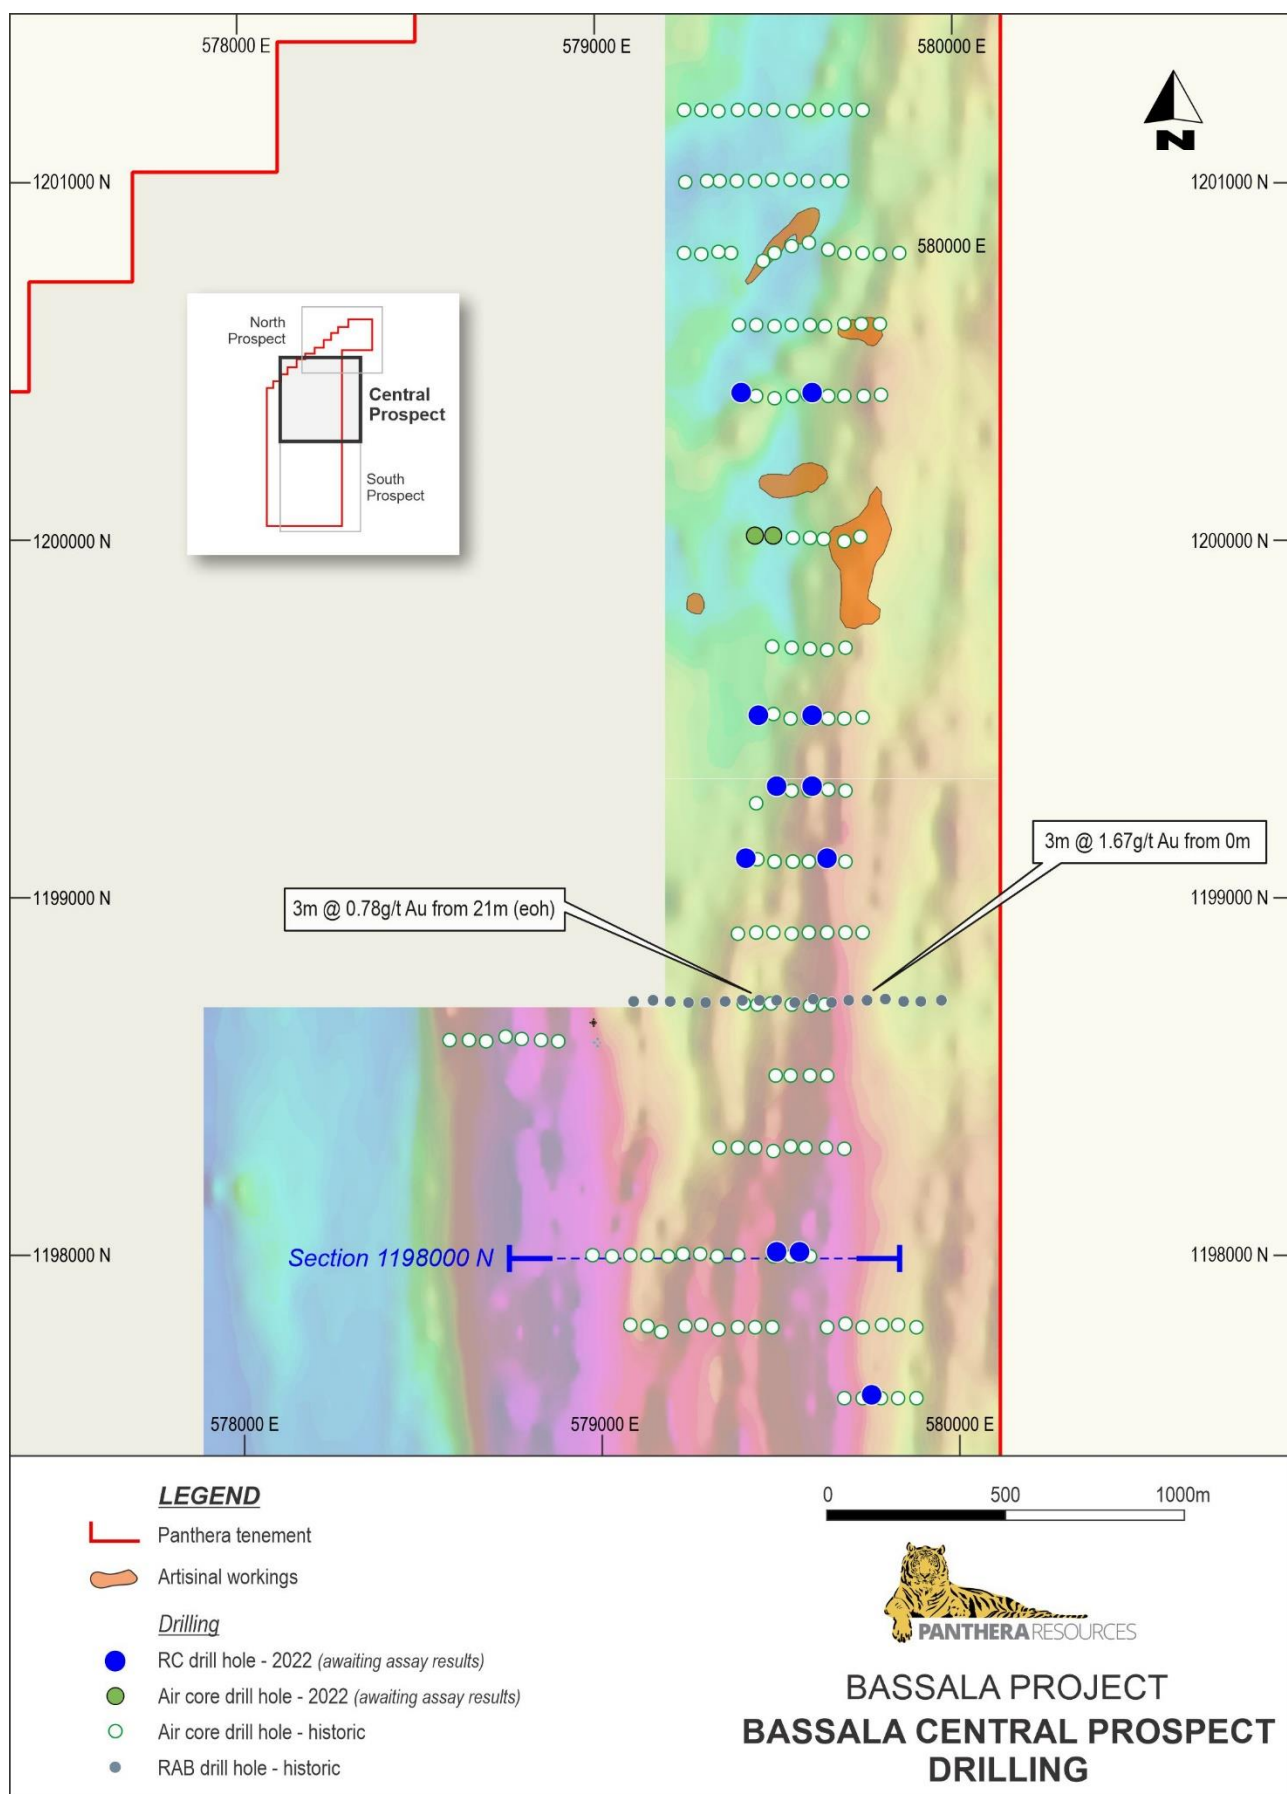 578000 E
579000 E
580000 E
N
1201000 N
1201000 N
580000 E
North
Prospect
Central
Prospect
South
Prospect
1200000 N
1200000 N
3m @ 1.67g/t Au from 0m
3m @ 0.78g/t Au from 21m (eoh)
1199000 N
1199000 N
Section 1198000 N
1198000 N
1198000 N
578000 E
579000 E
580000 E
LEGEND
Panthera tenement
Artisinal workings
Drilling
RC drill hole - 2022 (awaiting assay results)
Air core drill hole - 2022 (awaiting assay results)
Air core drill hole - historic
RAB drill hole - historic
0 500 1000m
PANTHERA RESOURCES
BASSALA PROJECT
BASSALA CENTRAL PROSPECT
DRILLING